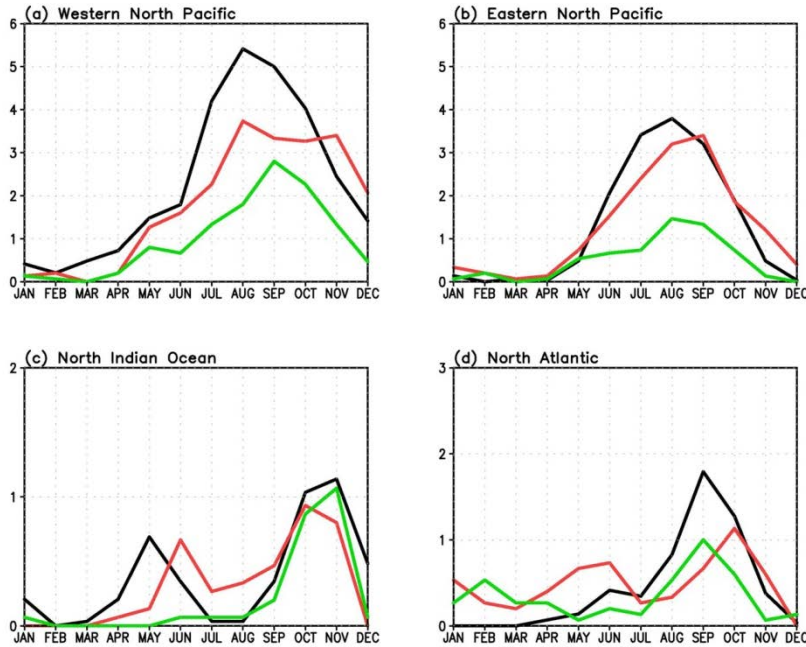 (a) Western North Pacific
6
5
4
3
2
1
0
JAN FEB MAR APR MAY JUN JUL AUG SEP OCT NOV DEC
(b) Eastern North Pacific
6
5
4
3
2
1
0
JAN FEB MAR APR MAY JUN JUL AUG SEP OCT NOV DEC
(c) North Indian Ocean
2
1
0
JAN FEB MAR APR MAY JUN JUL AUG SEP OCT NOV DEC
(d) North Atlantic
3
2
1
0
JAN FEB MAR APR MAY JUN JUL AUG SEP OCT NOV DEC